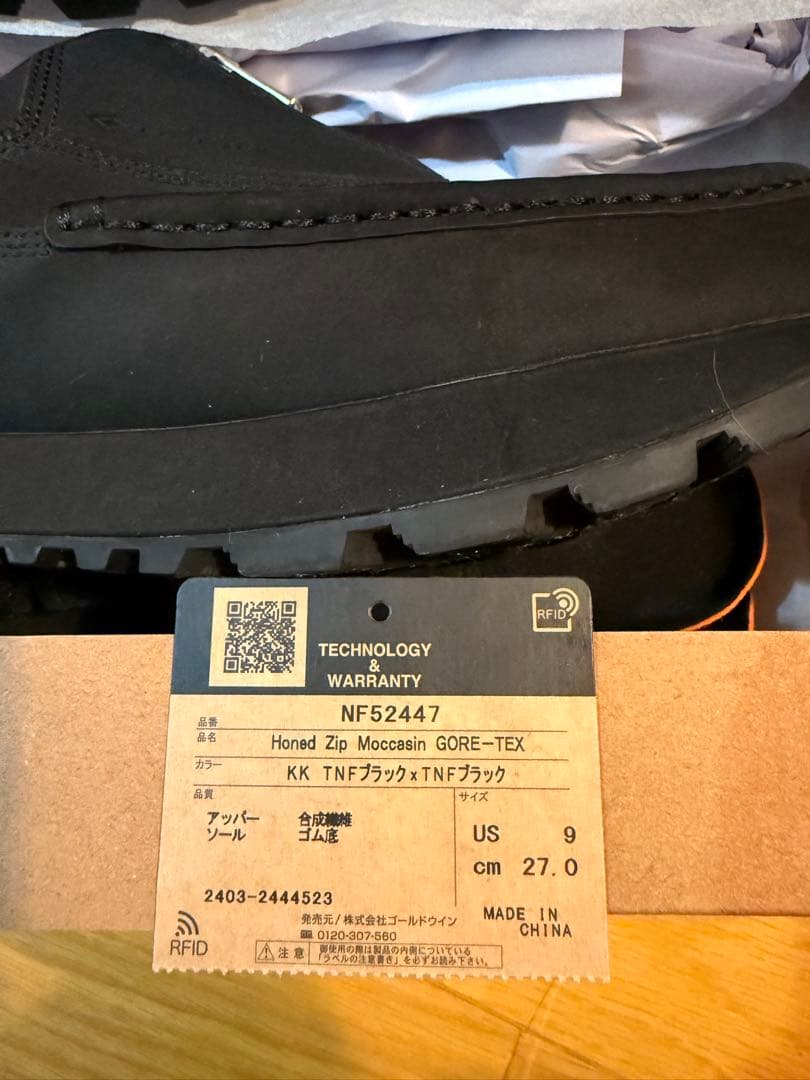 RFID
TECHNOLOGY
&
WARRANTY
品番 NF52447
品名 Honed Zip Moccasin GORE-TEX
カラー KK TNFブラック×TNFブラック
品質 サイズ
アッパー 合成繊維
ソール ゴム底
US 9
cm 27.0
2403-2444523
MADE IN
CHINA
発売元/株式会社ゴールドウイン
0120-307-560
RFID
注意 御使用の際は製品の内側についている
「ラベルの注意書き」を必ずお読み下さい。